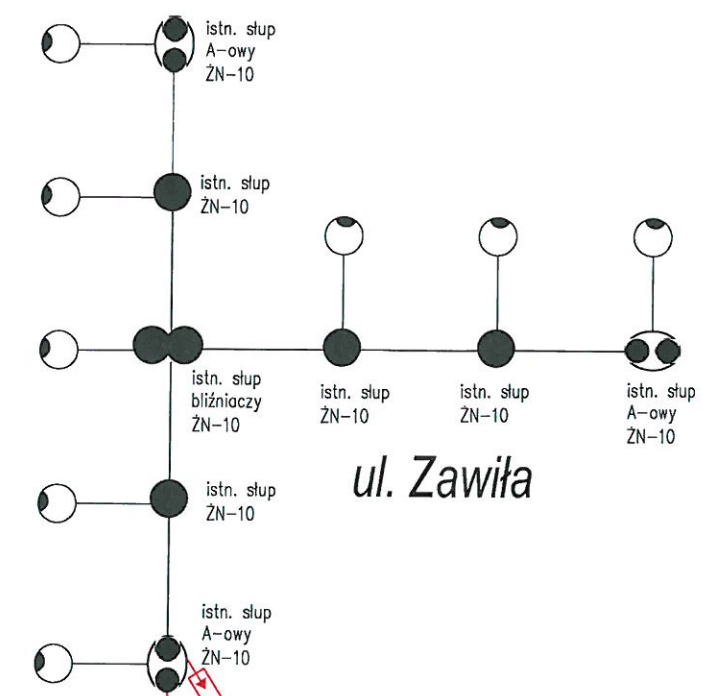 istn. słup
A-owy
ŻN-10
istn. słup
ŻN-10
istn. słup
bliźniaczy
ŻN-10
istn. słup
ŻN-10
istn. słup
ŻN-10
istn. słup
A-owy
ŻN-10
ul. Zawiła
istn. słup
ŻN-10
istn. słup
A-owy
ŻN-10